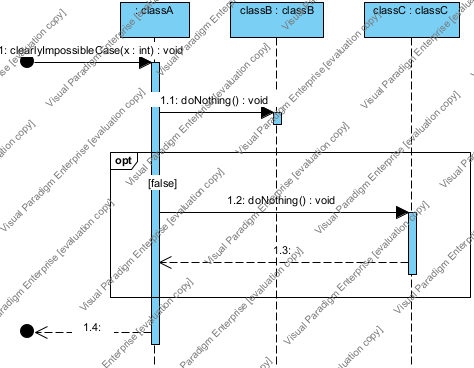 : classA
classB : classB
classC : classC
1: clearlyImpossibleCase(x : int) : void
1.1: doNothing() : void
opt
[false]
1.2: doNothing() : void
1.3:
1.4:
Visual Paradigm Enterprise [evaluation copy]